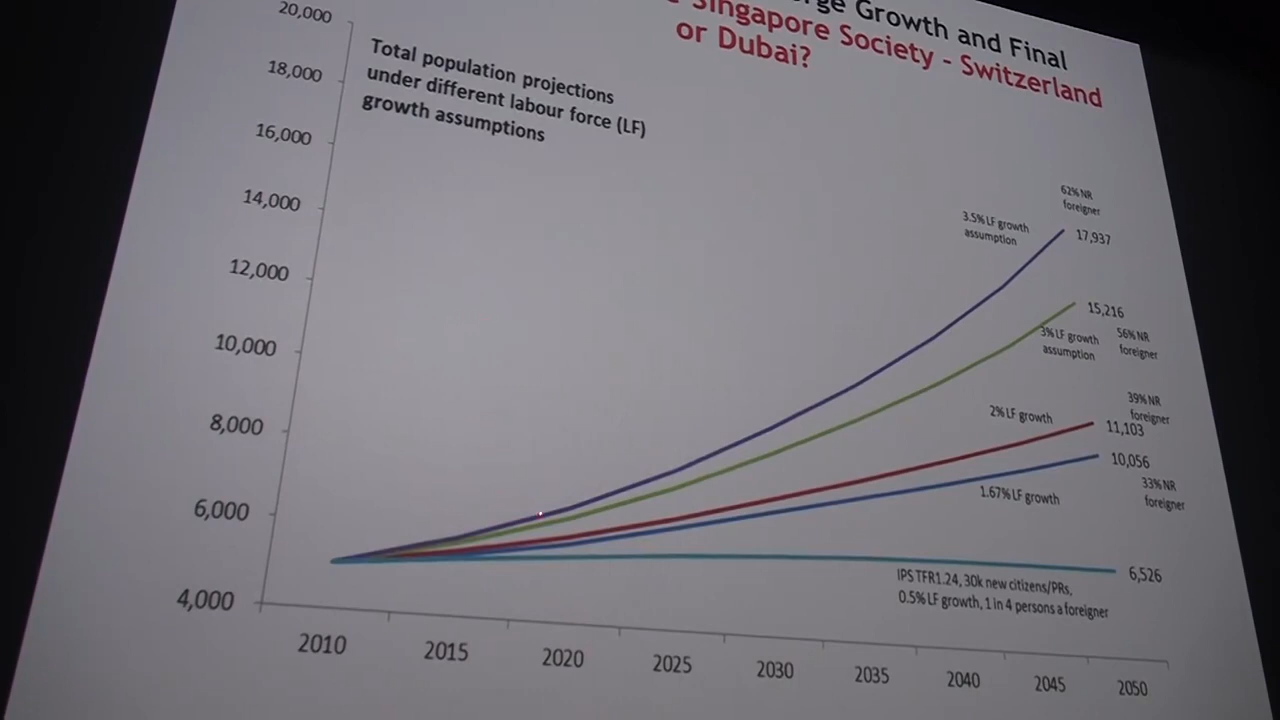 Growth and Final
Singapore Society - Switzerland
or Dubai?
Total population projections
under different labour force (LF)
growth assumptions
20,000
18,000
16,000
14,000
12,000
10,000
8,000
6,000
4,000
62% NR
foreigner
3.5% LF growth
assumption
17,937
15,216
3% LF growth
assumption
56% NR
foreigner
39% NR
foreigner
2% LF growth
11,103
10,056
1.67% LF growth
33% NR
foreigner
6,526
IPS TFR1.24, 30k new citizens/PRs,
0.5% LF growth, 1 in 4 persons a foreigner
2010
2015
2020
2025
2030
2035
2040
2045
2050